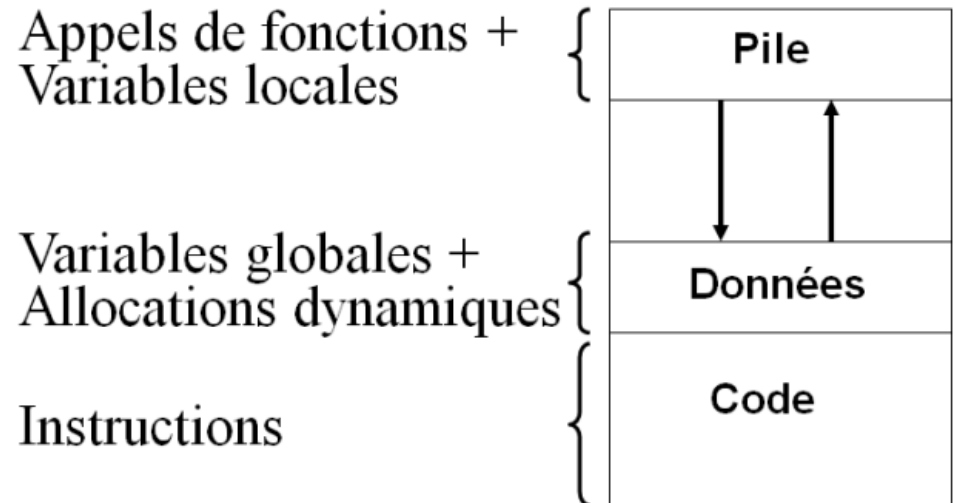 Appels de fonctions +
Variables locales
Pile
Variables globales +
Allocations dynamiques
Données
Instructions
Code